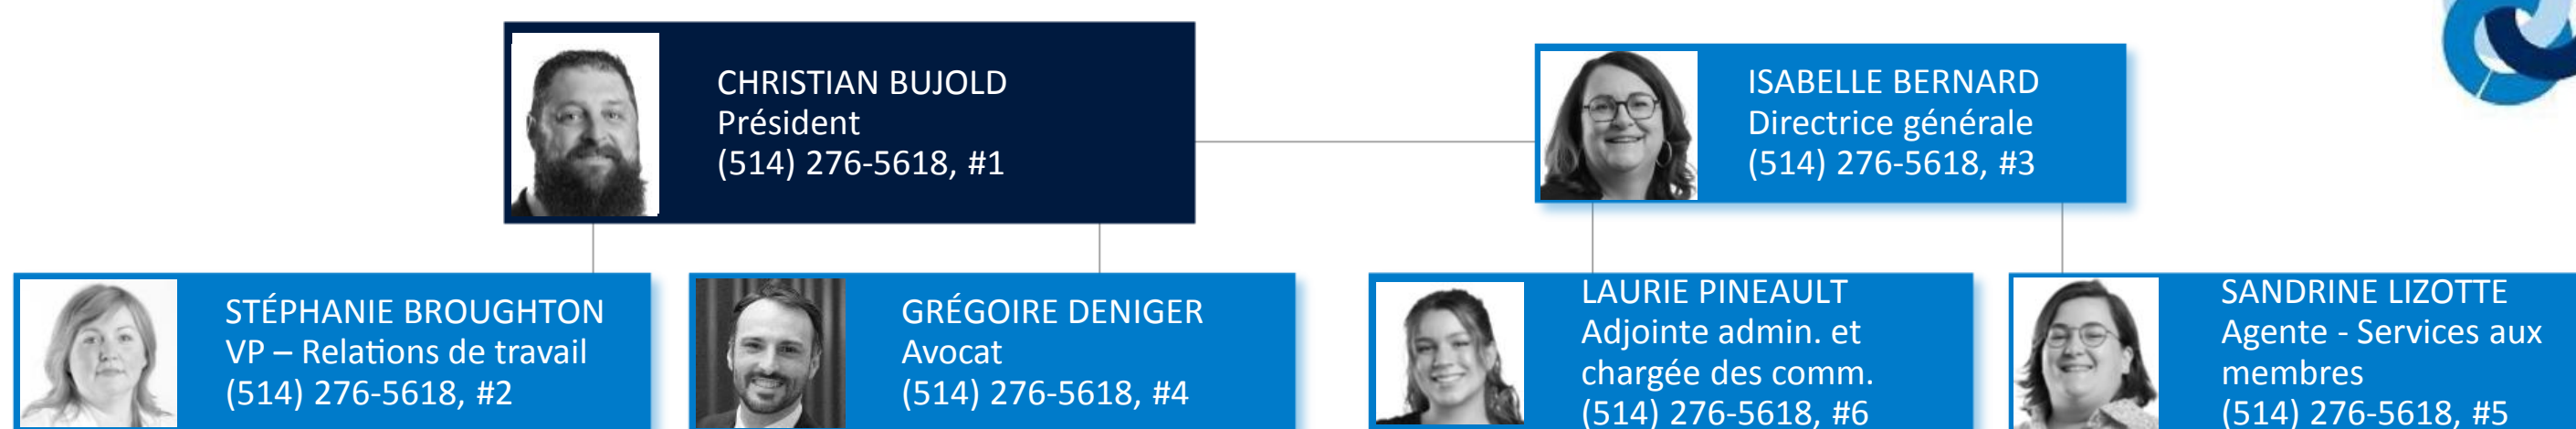 CHRISTIAN BUJOLD
Président
(514) 276-5618, #1
ISABELLE BERNARD
Directrice générale
(514) 276-5618, #3
STÉPHANIE BROUGHTON
VP – Relations de travail
(514) 276-5618, #2
GRÉGOIRE DENIGER
Avocat
(514) 276-5618, #4
LAURIE PINEAULT
Adjointe admin. et
chargée des comm.
(514) 276-5618, #6
SANDRINE LIZOTTE
Agente - Services aux
membres
(514) 276-5618, #5